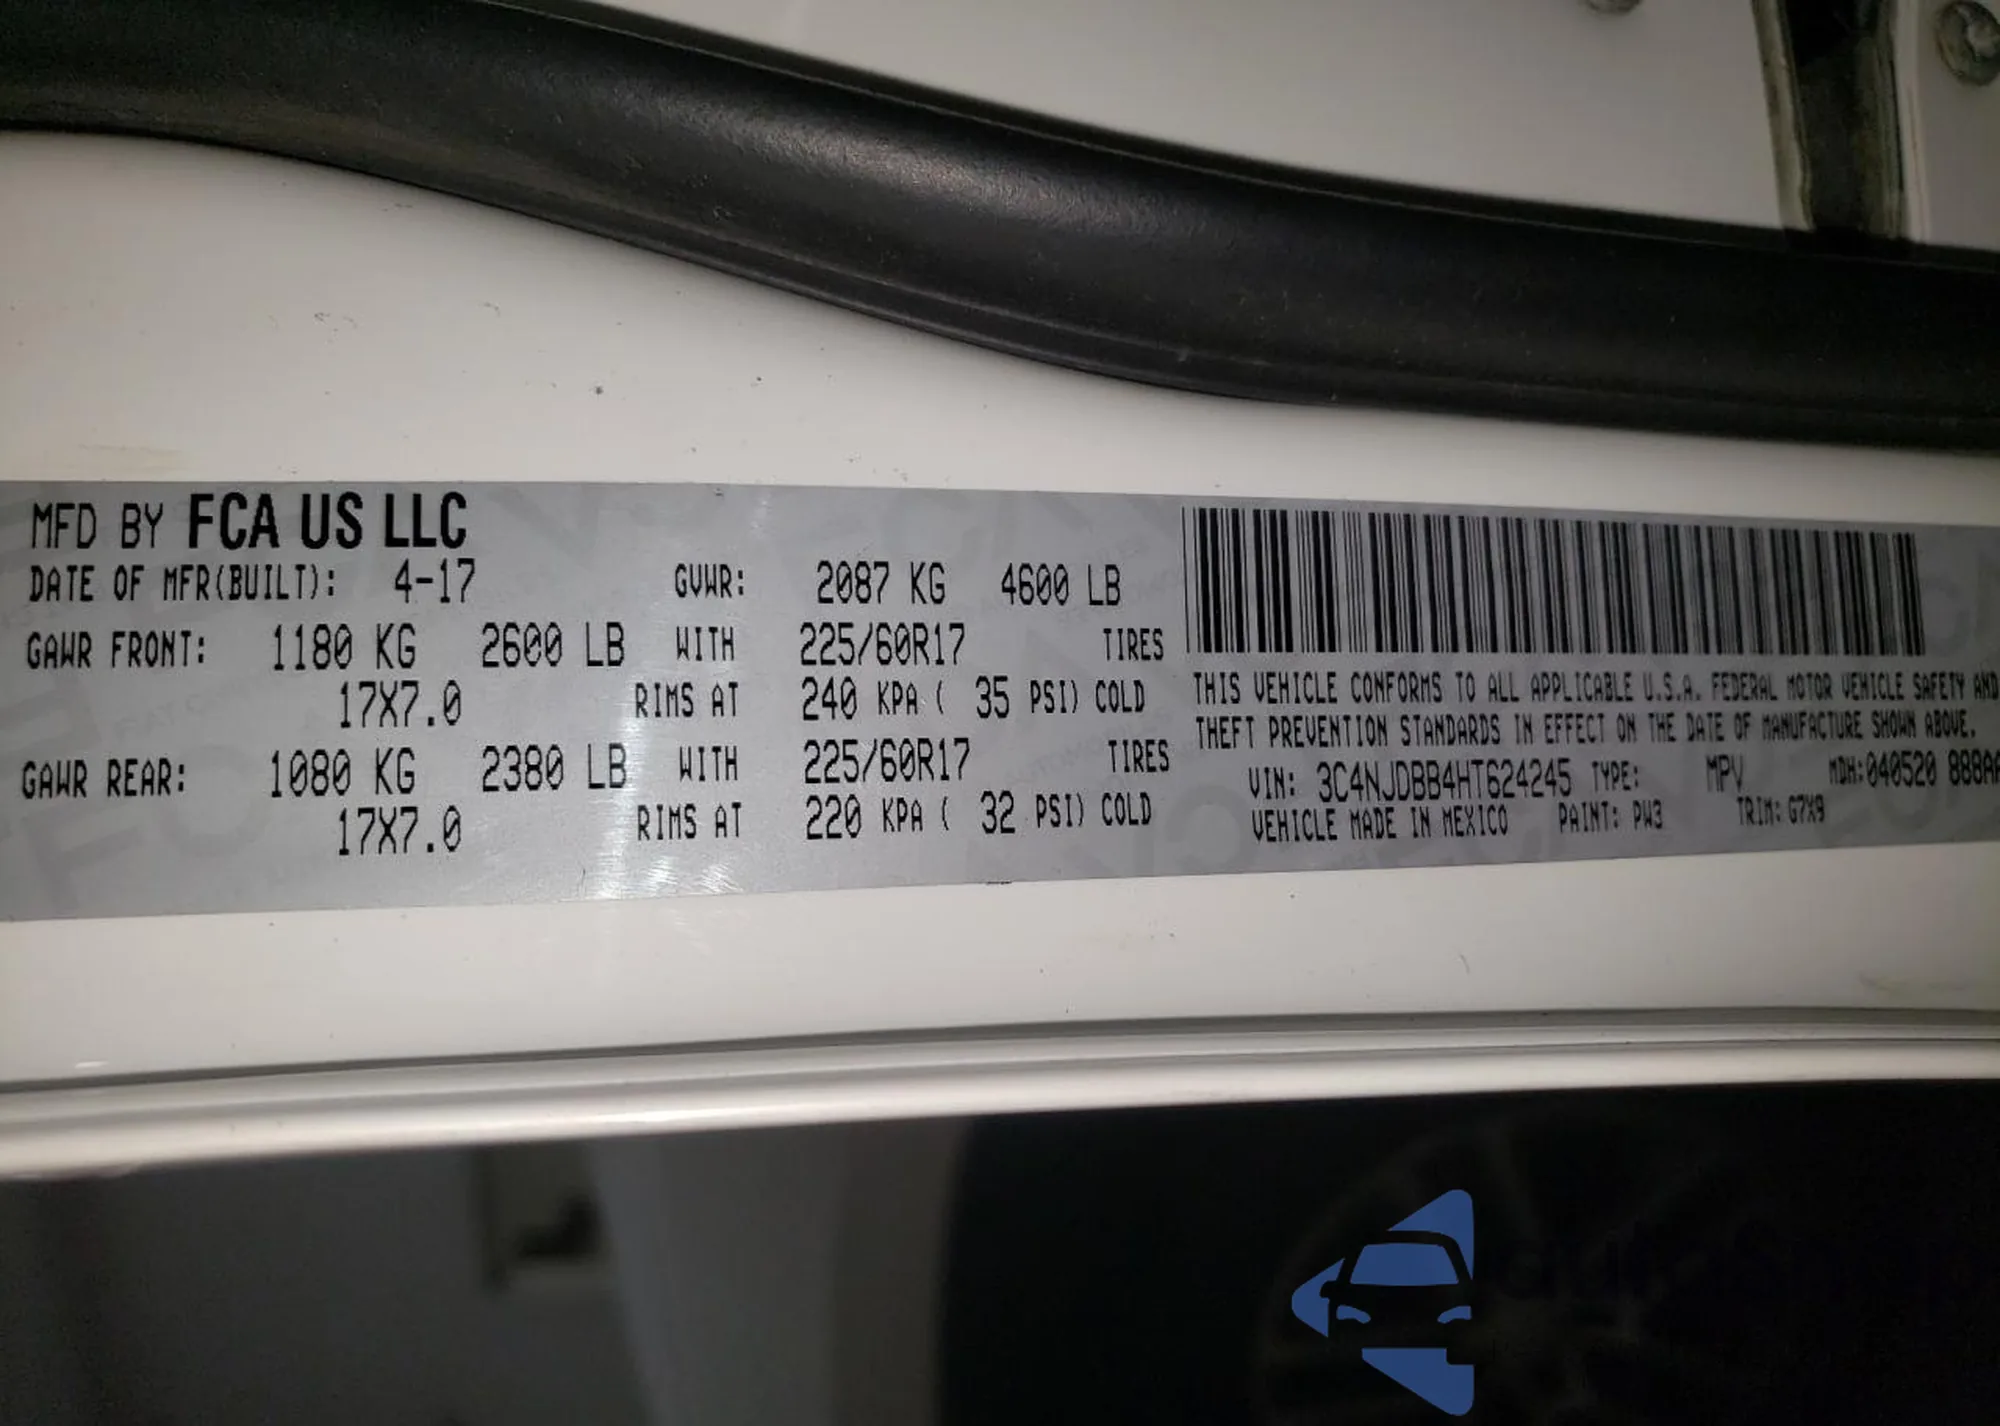 MFD BY FCA US LLC
DATE OF MFR(BUILT): 4-17 GVWR: 2087 KG 4600 LB
GAWR FRONT: 1180 KG 2600 LB WITH 225/60R17 TIRES
17X7.0 RIMS AT 240 KPA ( 35 PSI) COLD
GAWR REAR: 1080 KG 2380 LB WITH 225/60R17 TIRES
17X7.0 RIMS AT 220 KPA ( 32 PSI) COLD
THIS VEHICLE CONFORMS TO ALL APPLICABLE U.S.A. FEDERAL MOTOR VEHICLE SAFETY AND
THEFT PREVENTION STANDARDS IN EFFECT ON THE DATE OF MANUFACTURE SHOWN ABOVE.
VIN: 3C4NJDBB4HT624245 TYPE: MPV MDH:040520 888AA
VEHICLE MADE IN MEXICO PAINT: PW3 TRIM: G7X9